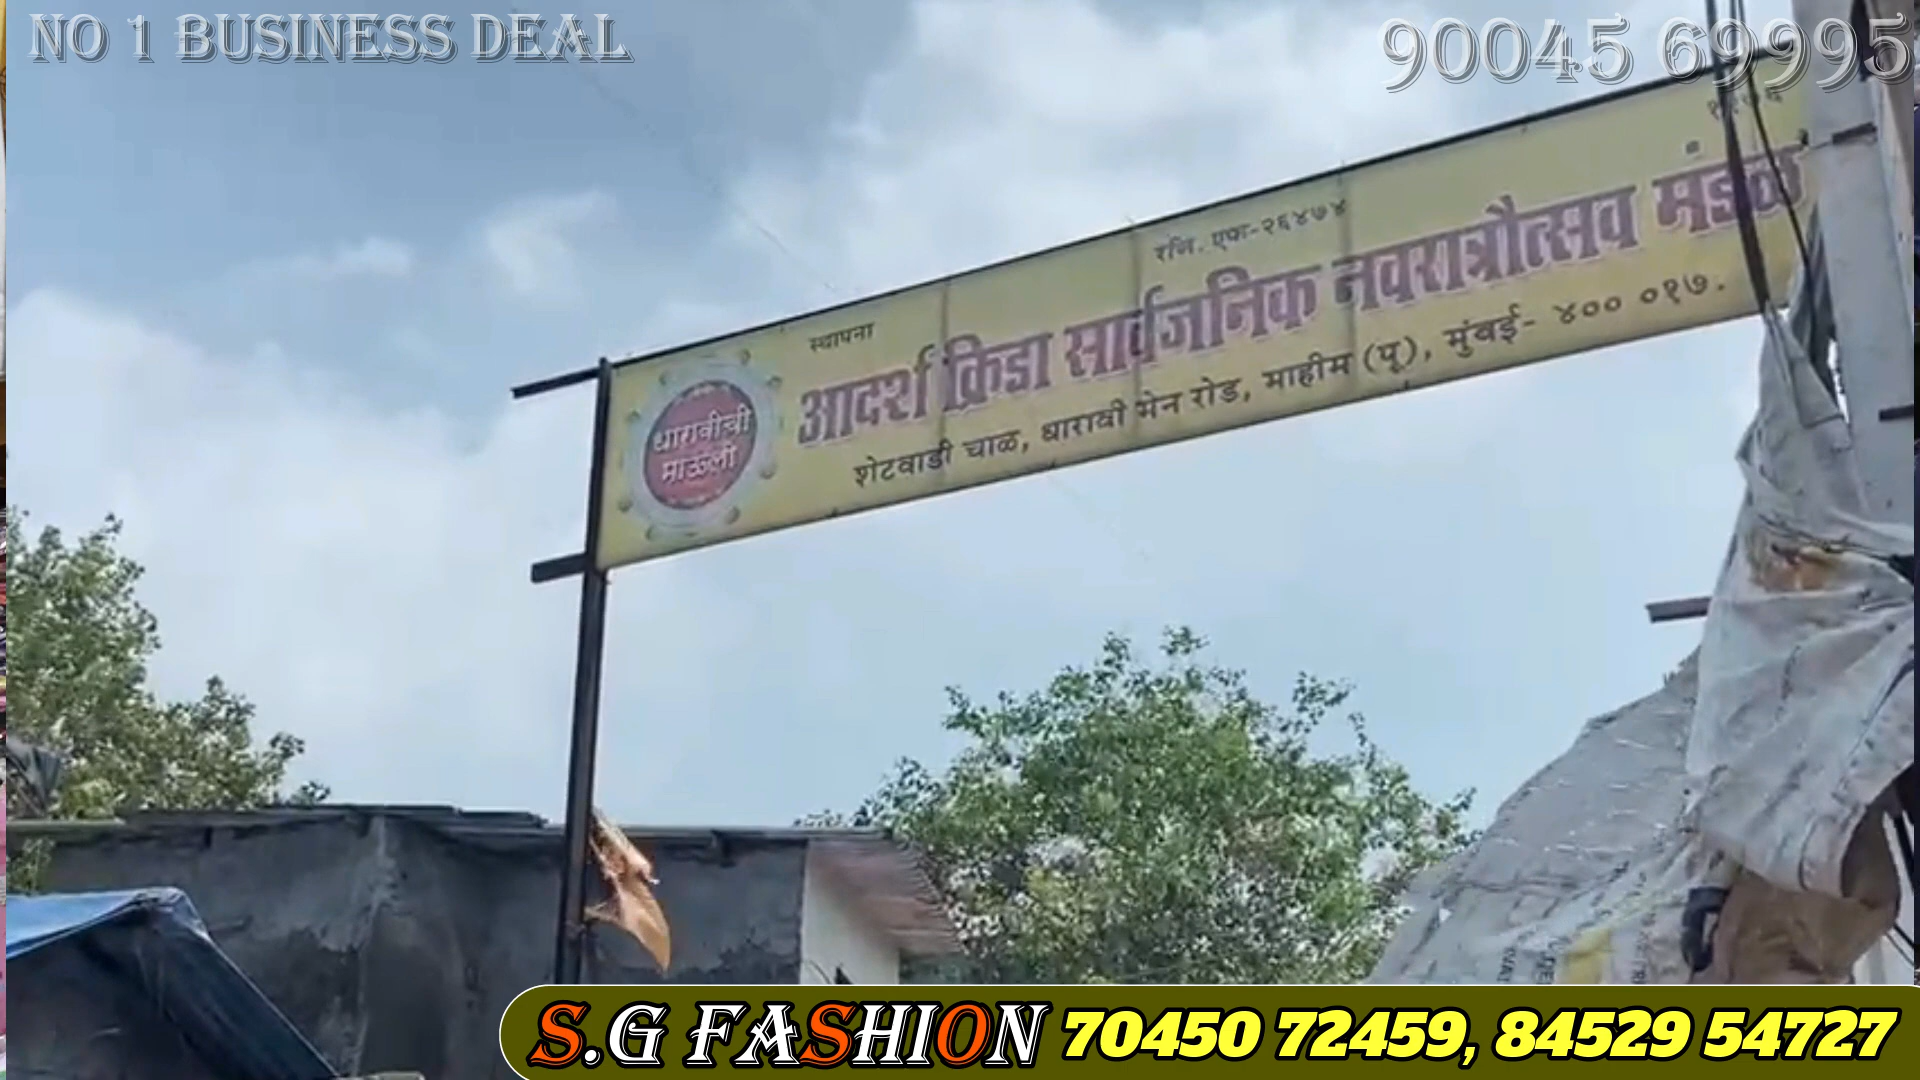 NO 1 BUSINESS DEAL
90045 69995
स्थापना
रजि. एफ-२६४७४
आदर्श क्रिडा सार्वजनिक नवरात्रौत्सव मंडळ
शेटवाडी चाळ, धारावी मेन रोड, माहीम (पू), मुंबई- ४०० ०१७.
धारावीची
माऊली
S.G FASHION 70450 72459, 84529 54727